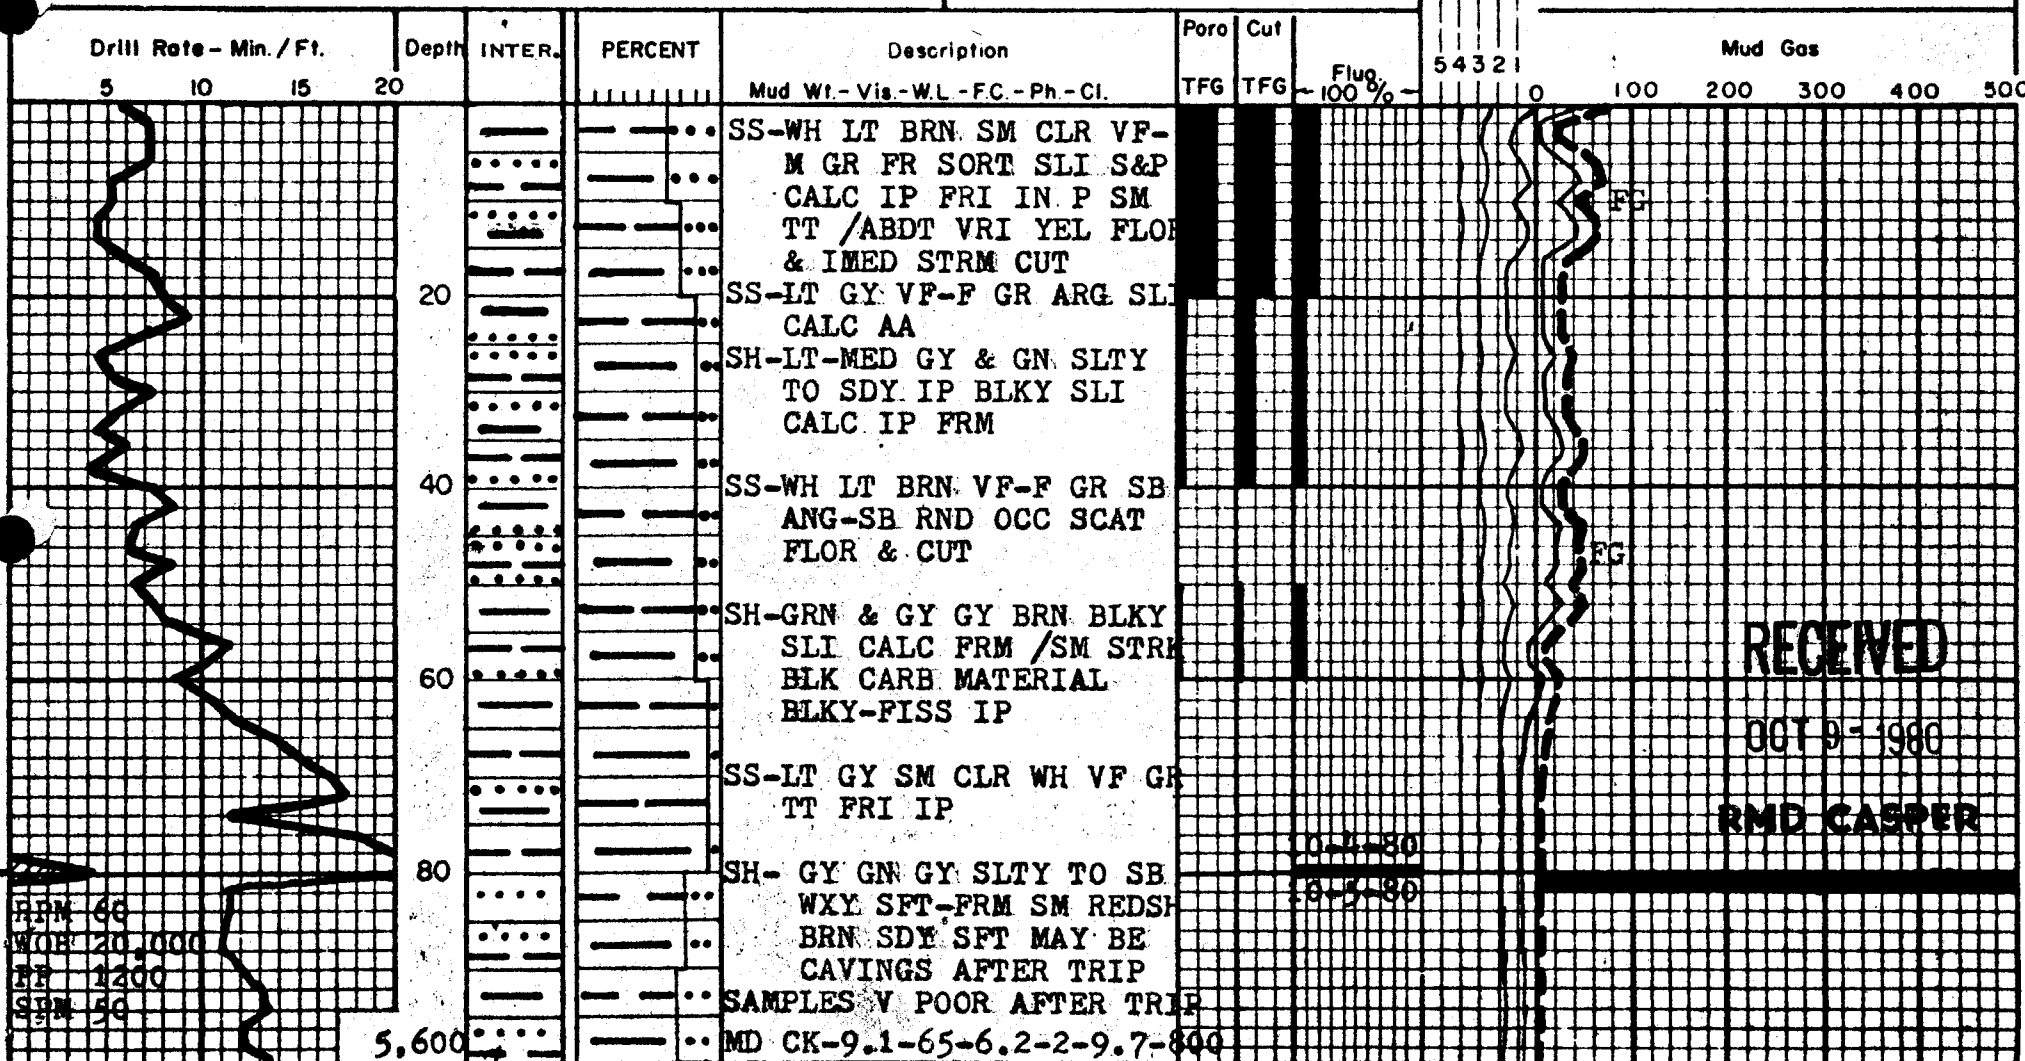 Drill Rate - Min. / Ft.
5 10 15 20
Depth
INTER.
PERCENT
Description
Mud Wt. - Vis. - W.L. - F.C. - Ph. - Cl.
Poro Cut
TFG TFG
Flug.
100 %
5 4 3 2 1
Mud Gas
0 100 200 300 400 500
SS-WH LT BRN SM CLR VF-
M GR FR SORT SLI S&P
CALC IP FRI IN P SM
TT /ABDT VRI YEL FLOR
& IMED STRM CUT
FG
20
SS-LT GY VF-F GR ARG SLI
CALC AA
SH-LT-MED GY & GN SLTY
TO SDY IP BLKY SLI
CALC IP FRM
40
SS-WH LT BRN VF-F GR SB
ANG-SB RND OCC SCAT
FLOR & CUT
FG
SH-GRN & GY GY BRN BLKY
SLI CALC FRM /SM STRK
BLK CARB MATERIAL
BLKY-FISS IP
60
RECEIVED
OCT 9 - 1980
RMD CASPER
SS-LT GY SM CLR WH VF GR
TT FRI IP
10-4-80
80
10-5-80
SH- GY GN GY SLTY TO SB
WXY SFT-FRM SM REDSH
BRN SDY SFT MAY BE
CAVINGS AFTER TRIP
SAMPLES V POOR AFTER TRIP
RPM 60
WOB 20,000
PP 1200
SPM 50
5,600
MD CK-9.1-65-6.2-2-9.7-800